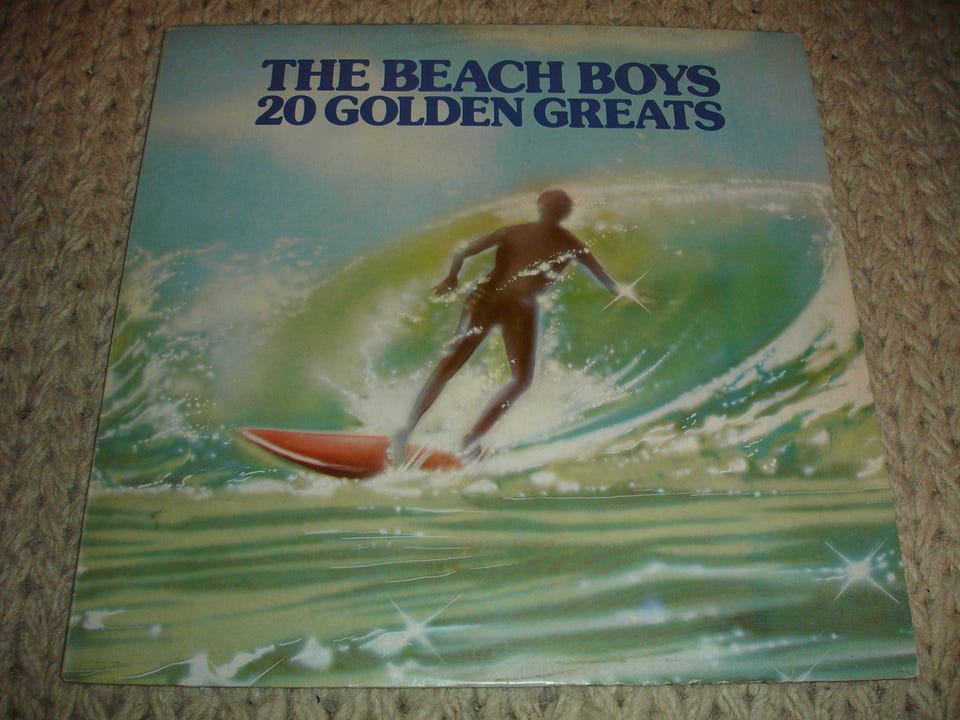 THE BEACH BOYS
20 GOLDEN GREATS